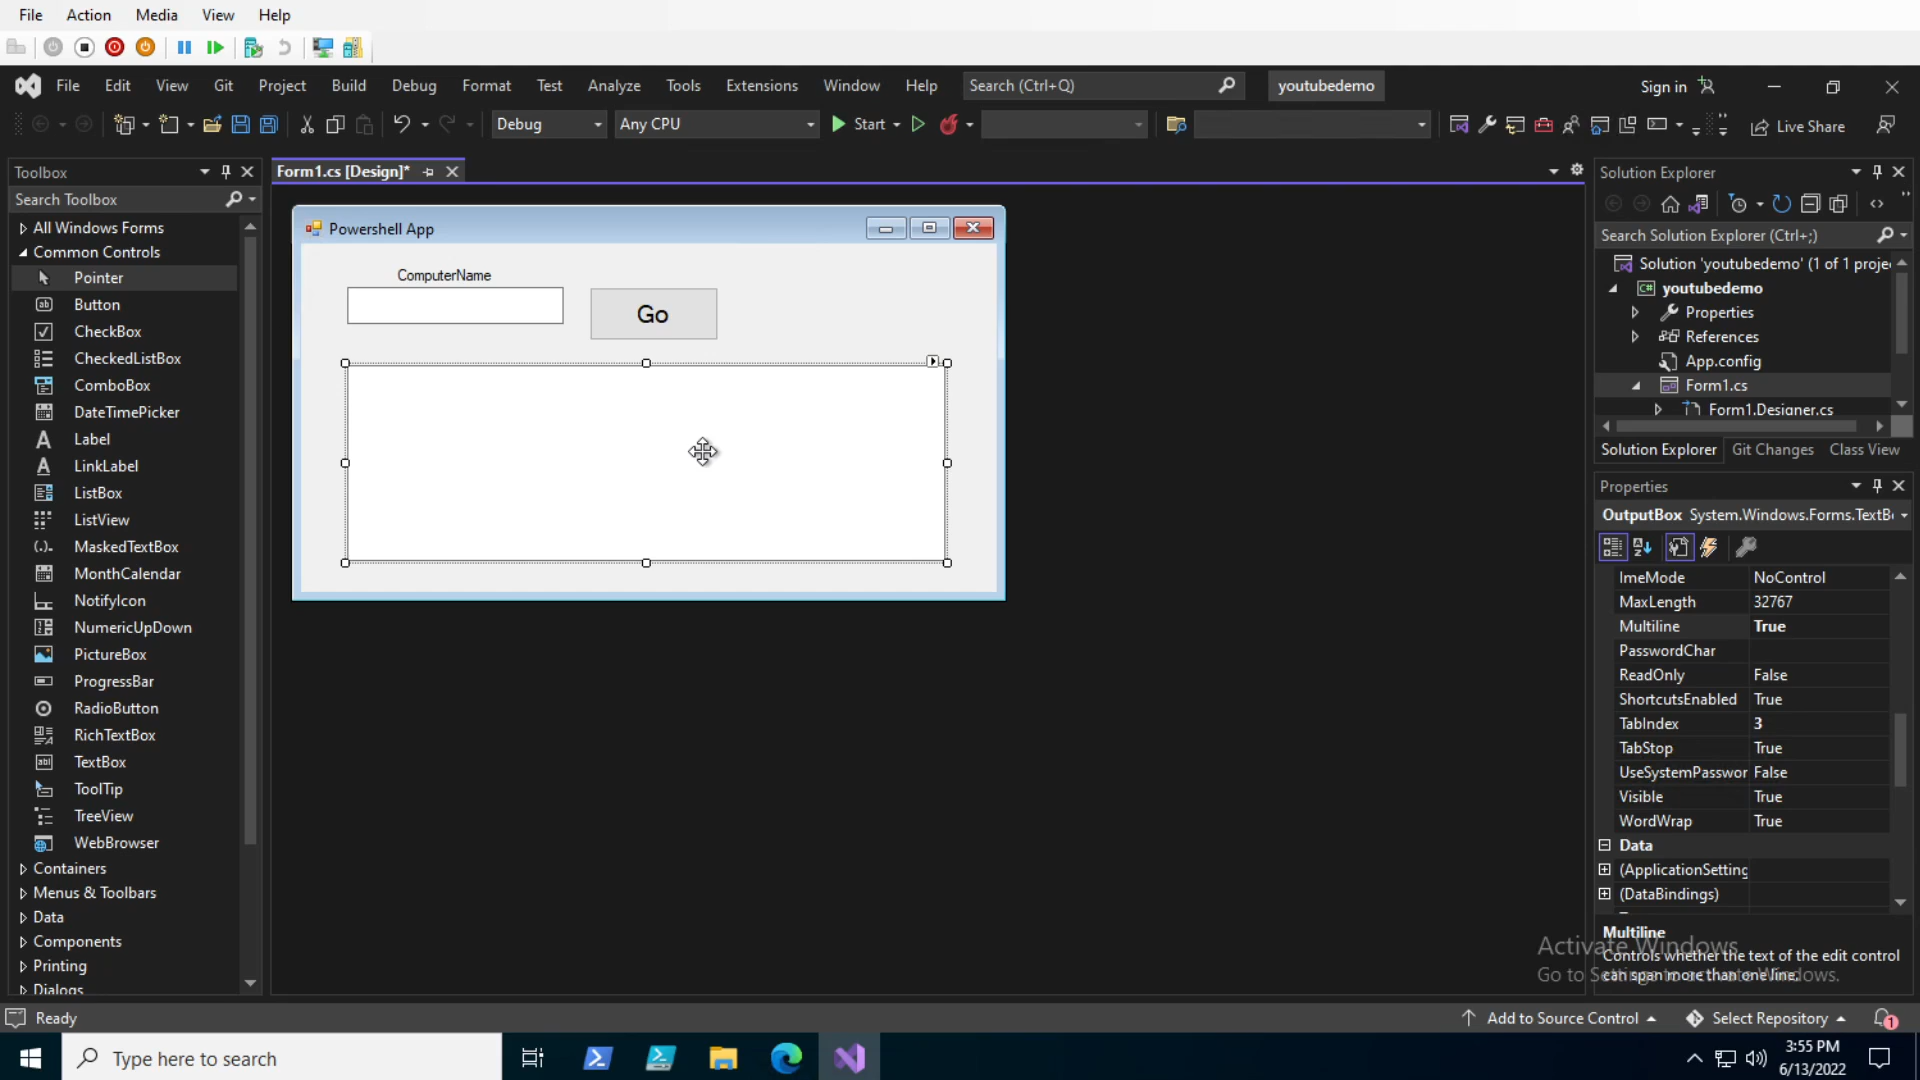 File Action Media View Help
File Edit View Git Project Build Debug Format Test Analyze Tools Extensions Window Help Search (Ctrl+Q) youtubedemo Sign in
Debug Any CPU Start Live Share
Toolbox
Search Toolbox
All Windows Forms
Common Controls
Pointer
Button
CheckBox
CheckedListBox
ComboBox
DateTimePicker
Label
LinkLabel
ListBox
ListView
MaskedTextBox
MonthCalendar
NotifyIcon
NumericUpDown
PictureBox
ProgressBar
RadioButton
RichTextBox
TextBox
ToolTip
TreeView
WebBrowser
Containers
Menus & Toolbars
Data
Components
Printing
Dialogs
Form1.cs [Design]*
Powershell App
ComputerName
Go
Solution Explorer
Search Solution Explorer (Ctrl+;)
Solution 'youtubedemo' (1 of 1 proje
youtubedemo
Properties
References
App.config
Form1.cs
Form1.Designer.cs
Solution Explorer Git Changes Class View
Properties
OutputBox System.Windows.Forms.TextB
ImeMode NoControl
MaxLength 32767
Multiline True
PasswordChar
ReadOnly False
ShortcutsEnabled True
TabIndex 3
TabStop True
UseSystemPasswor False
Visible True
WordWrap True
Data
(ApplicationSetting
(DataBindings)
Multiline
Controls whether the text of the edit control
can span more than one line.
Activate Windows
Go to Settings to activate Windows.
Ready Add to Source Control Select Repository 1
Type here to search
3:55 PM
6/13/2022